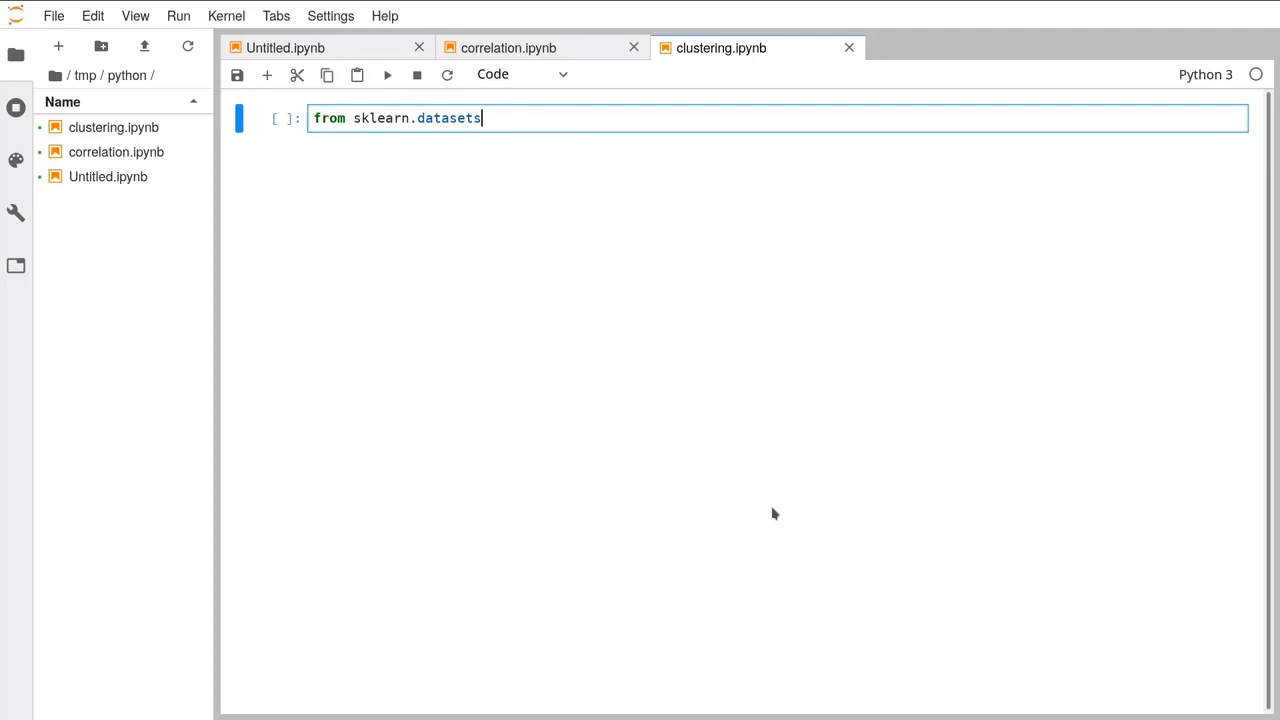 File Edit View Run Kernel Tabs Settings Help
/ tmp / python /
Name
clustering.ipynb
correlation.ipynb
Untitled.ipynb
Untitled.ipynb correlation.ipynb clustering.ipynb
Code Python 3
[ ]: from sklearn.datasets